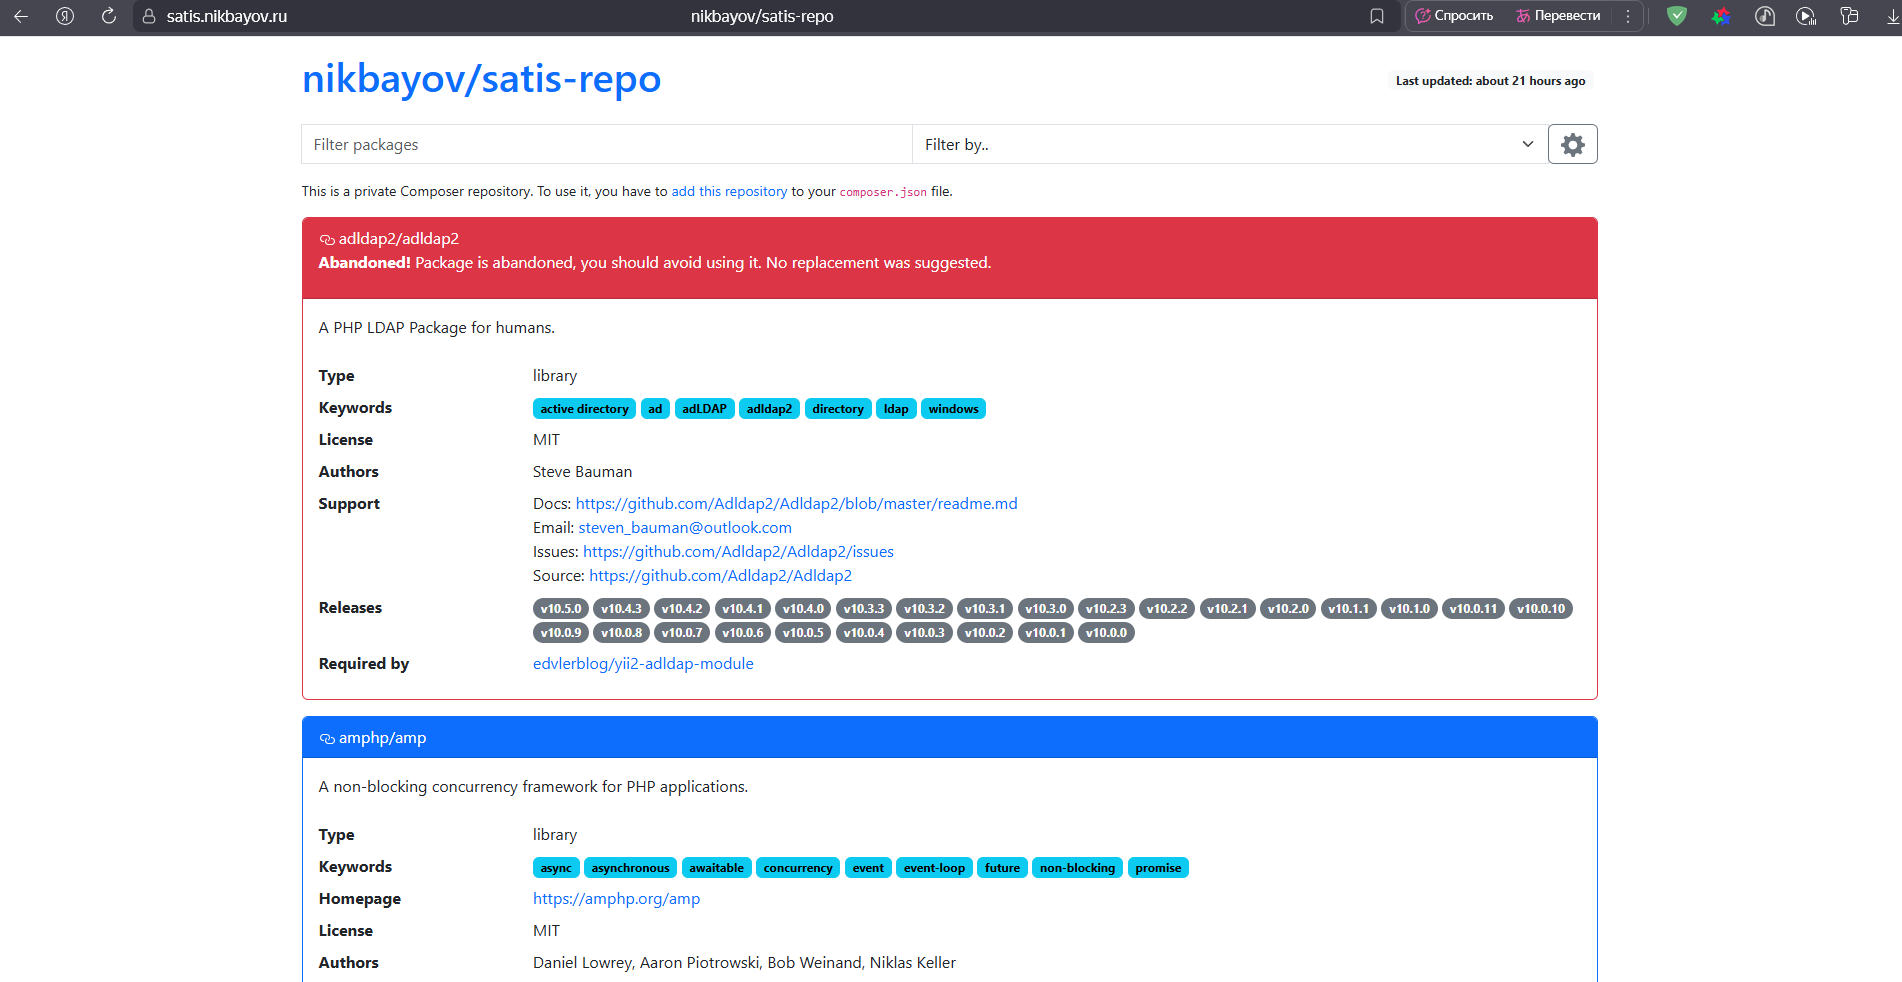 satis.nikbayov.ru nikbayov/satis-repo Спросить Перевести
nikbayov/satis-repo
Last updated: about 21 hours ago
Filter packages Filter by..
This is a private Composer repository. To use it, you have to add this repository to your composer.json file.
adldap2/adldap2
Abandoned! Package is abandoned, you should avoid using it. No replacement was suggested.
A PHP LDAP Package for humans.
Type library
Keywords active directory ad adLDAP adldap2 directory ldap windows
License MIT
Authors Steve Bauman
Support Docs: https://github.com/Adldap2/Adldap2/blob/master/readme.md
Email: steven_bauman@outlook.com
Issues: https://github.com/Adldap2/Adldap2/issues
Source: https://github.com/Adldap2/Adldap2
Releases v10.5.0 v10.4.3 v10.4.2 v10.4.1 v10.4.0 v10.3.3 v10.3.2 v10.3.1 v10.3.0 v10.2.3 v10.2.2 v10.2.1 v10.2.0 v10.1.1 v10.1.0 v10.0.11 v10.0.10
v10.0.9 v10.0.8 v10.0.7 v10.0.6 v10.0.5 v10.0.4 v10.0.3 v10.0.2 v10.0.1 v10.0.0
Required by edvlerblog/yii2-adldap-module
amphp/amp
A non-blocking concurrency framework for PHP applications.
Type library
Keywords async asynchronous awaitable concurrency event event-loop future non-blocking promise
Homepage https://amphp.org/amp
License MIT
Authors Daniel Lowrey, Aaron Piotrowski, Bob Weinand, Niklas Keller